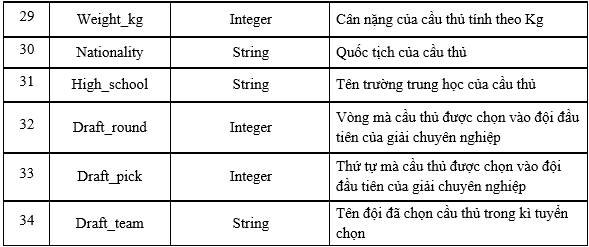 29 Weight_kg Integer Cân nặng của cầu thủ tính theo Kg
30 Nationality String Quốc tịch của cầu thủ
31 High_school String Tên trường trung học của cầu thủ
32 Draft_round Integer Vòng mà cầu thủ được chọn vào đội đầu
tiên của giải chuyên nghiệp
33 Draft_pick Integer Thứ tự mà cầu thủ được chọn vào đội
đầu tiên của giải chuyên nghiệp
34 Draft_team String Tên đội đã chọn cầu thủ trong kì tuyển
chọn